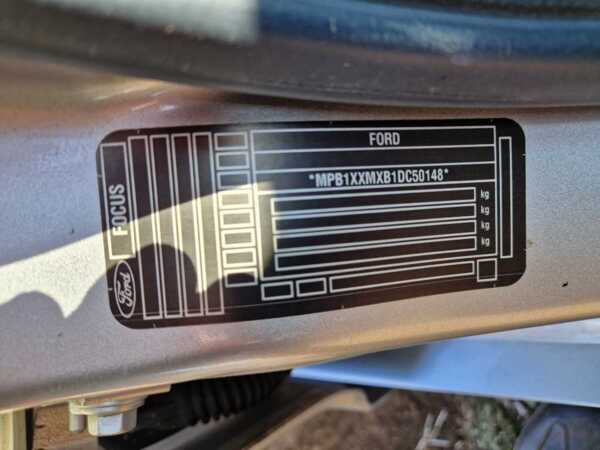 FORD
*MPB1XXMXB1DC50148*
kg
kg
kg
kg
FOCUS
Ford